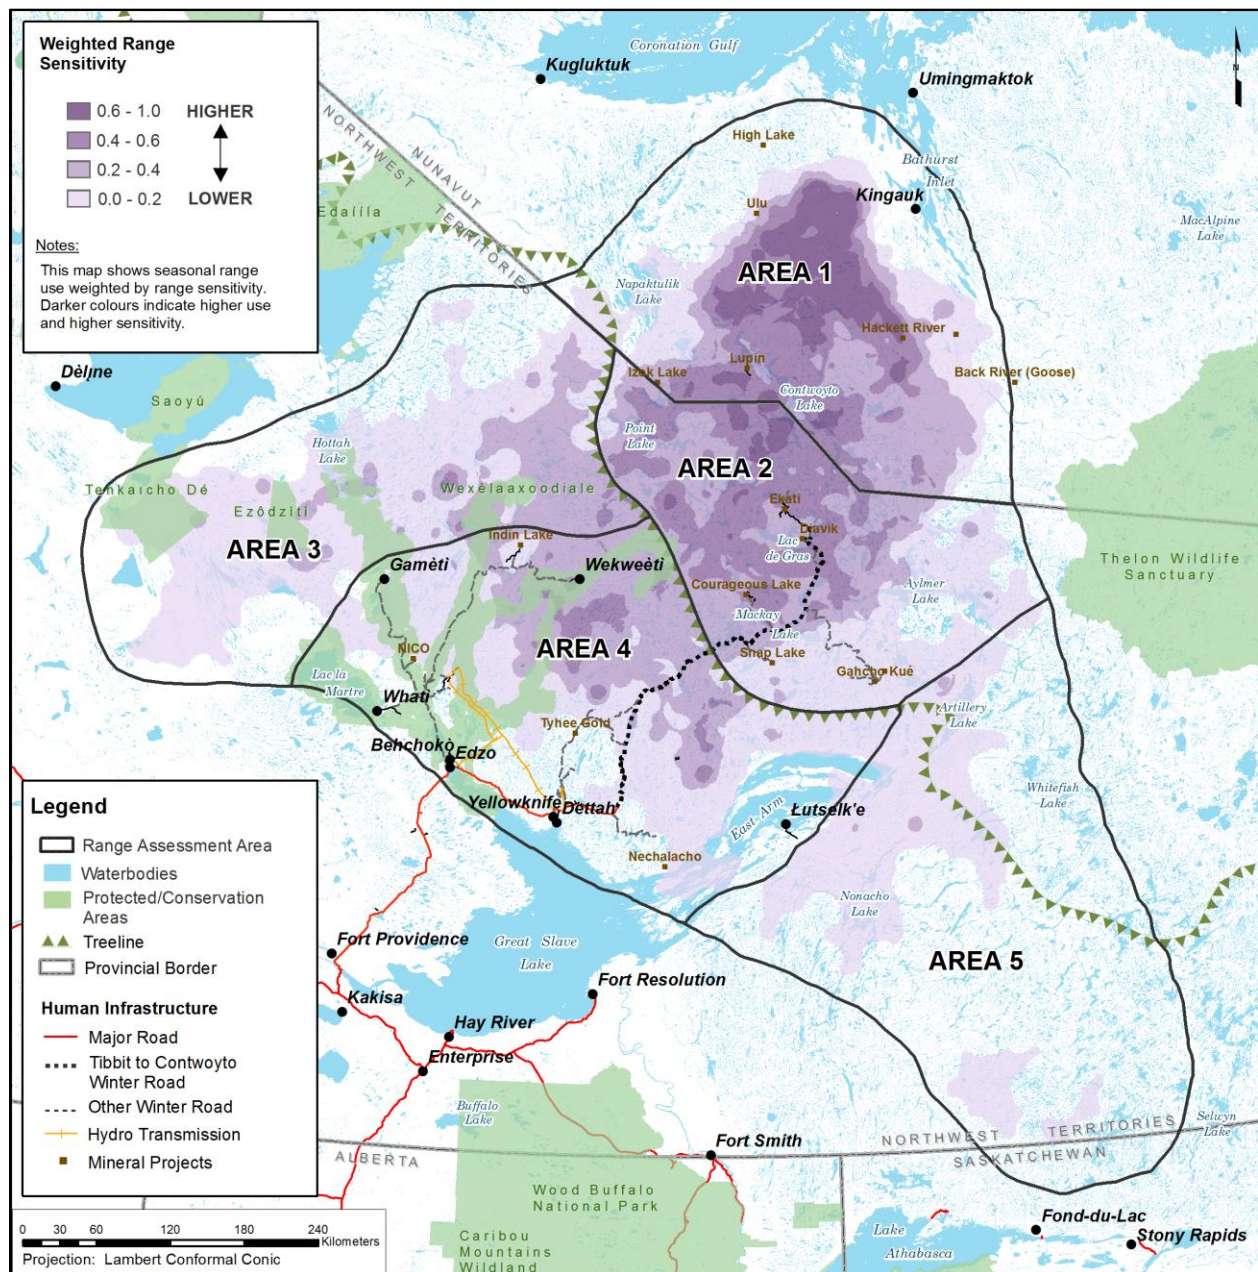 Weighted Range
Sensitivity
0.6 - 1.0
HIGHER
0.4 - 0.6
0.2 - 0.4
0.0 - 0.2
LOWER
Notes:
This map shows seasonal range
use weighted by range sensitivity.
Darker colours indicate higher use
and higher sensitivity.
Coronation Gulf
Kugluktuk
Umingmaktok
N
High Lake
NUNAVUT
NORTHWEST TERRITORIES
Bathurst
Inlet
Kingauk
Ulu
Edaíílla
MacAlpine
Lake
AREA 1
Napaktulik
Lake
Hackett River
Lupin
Izok Lake
Back River (Goose)
Contwoyto
Lake
Dèlįne
Saoyú
Hottah
Lake
Point
Lake
AREA 2
Tenkaicho Dé
Ezǫ̀dzìtì
Wexèlaaxoodiale
Ekati
Diavik
Lac
de Gras
AREA 3
Indin Lake
Gamètì
Wekweètì
Thelon Wildlife
Sanctuary
Courageous Lake
Aylmer
Lake
Mackay
Lake
AREA 4
NICO
Snap Lake
Gahcho Kué
Lac la
Martre
Whatì
Artillery
Lake
Tyhee Gold
Behchokǫ̀
Edzo
Yellowknife
Dettah
East Arm
Łutselk'e
Whitefish
Lake
Nechalacho
Nonacho
Lake
AREA 5
Great Slave
Lake
Fort Providence
Kakisa
Fort Resolution
Hay River
Enterprise
Buffalo
Lake
Selwyn
Lake
NORTHWEST TERRITORIES
SASKATCHEWAN
ALBERTA
Fort Smith
Wood Buffalo
National Park
Caribou
Mountains
Wildland
Fond-du-Lac
Stony Rapids
Lake
Athabasca
Legend
Range Assessment Area
Waterbodies
Protected/Conservation
Areas
Treeline
Provincial Border
Human Infrastructure
Major Road
Tibbit to Contwoyto
Winter Road
Other Winter Road
Hydro Transmission
Mineral Projects
0 30 60 120 180 240
Kilometers
Projection: Lambert Conformal Conic